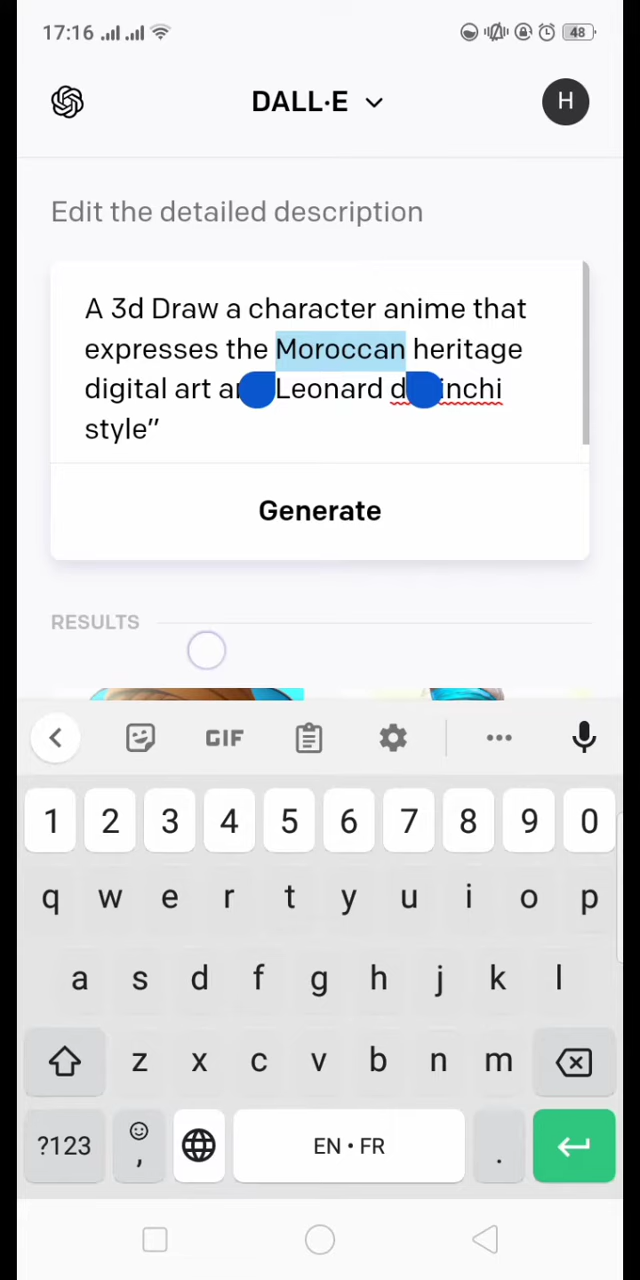 17:16
48
DALL·E
H
Edit the detailed description
A 3d Draw a character anime that
expresses the Moroccan heritage
digital art Leonard
style”
Generate
RESULTS
GIF
1 2 3 4 5 6 7 8 9 0
q w e r t y u i o p
a s d f g h j k l
z x c v b n m
?123 , EN • FR .